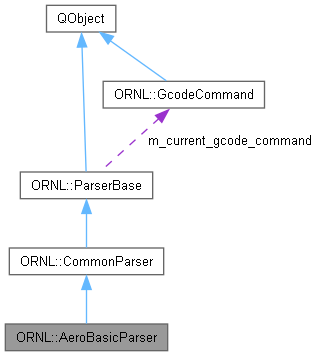 QObject
ORNL::GcodeCommand
m_current_gcode_command
ORNL::ParserBase
ORNL::CommonParser
ORNL::AeroBasicParser